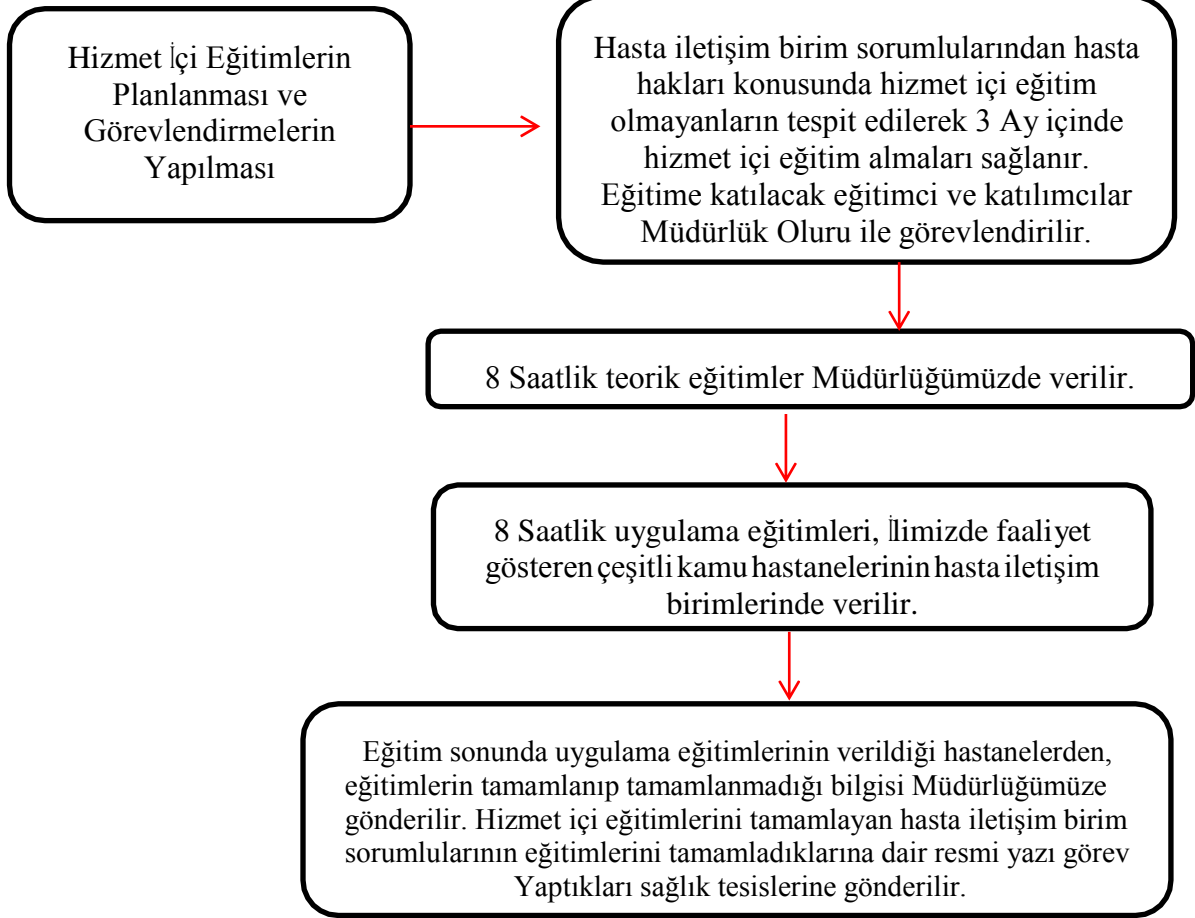 Hizmet İçi Eğitimlerin
Planlanması ve
Görevlendirmelerin
Yapılması
Hasta iletişim birim sorumlularından hasta
hakları konusunda hizmet içi eğitim
olmayanların tespit edilerek 3 Ay içinde
hizmet içi eğitim almaları sağlanır.
Eğitime katılacak eğitimci ve katılımcılar
Müdürlük Oluru ile görevlendirilir.
8 Saatlik teorik eğitimler Müdürlüğümüzde verilir.
8 Saatlik uygulama eğitimleri, İlimizde faaliyet
gösteren çeşitli kamu hastanelerinin hasta iletişim
birimlerinde verilir.
Eğitim sonunda uygulama eğitimlerinin verildiği hastanelerden,
eğitimlerin tamamlanıp tamamlanmadığı bilgisi Müdürlüğümüze
gönderilir. Hizmet içi eğitimlerini tamamlayan hasta iletişim birim
sorumlularının eğitimlerini tamamladıklarına dair resmi yazı görev
Yaptıkları sağlık tesislerine gönderilir.